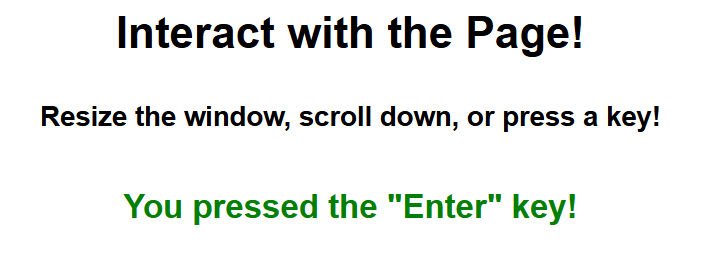 Interact with the Page!
Resize the window, scroll down, or press a key!
You pressed the "Enter" key!